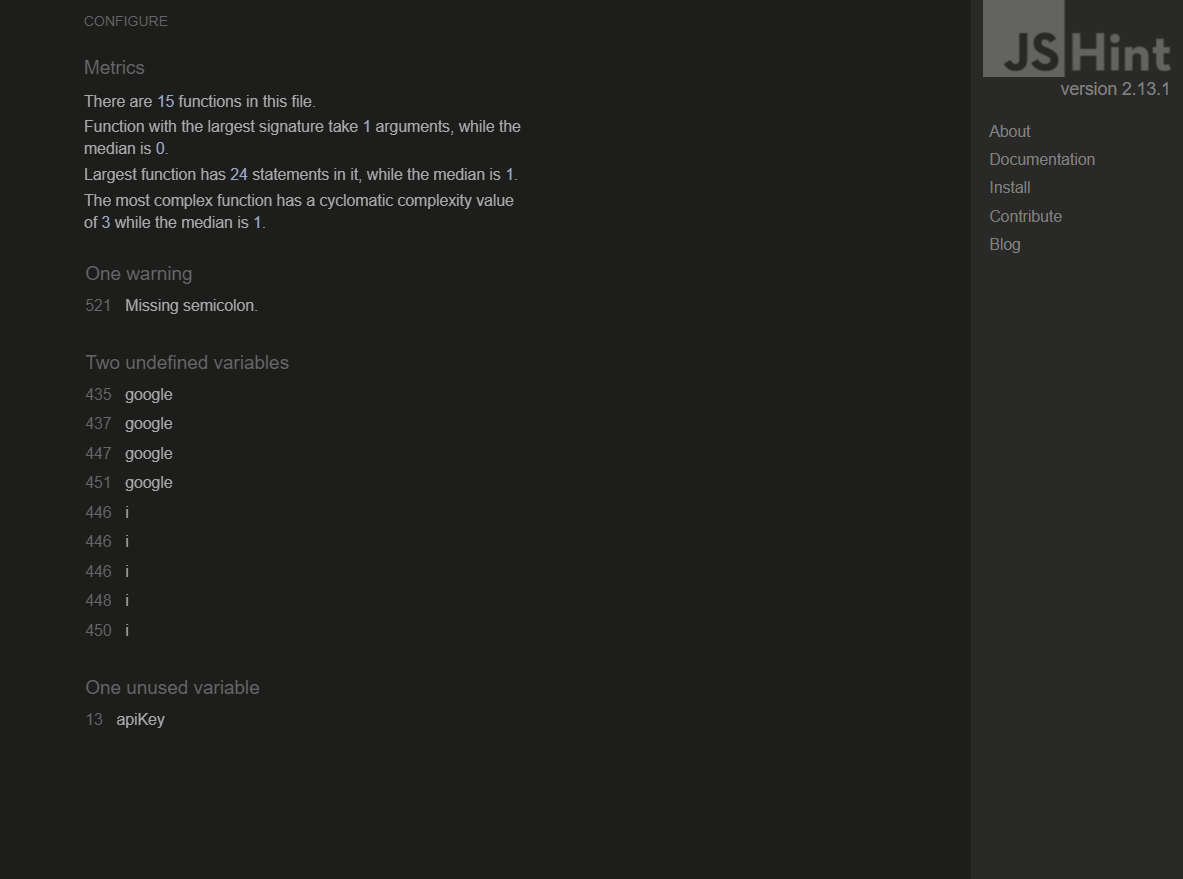 CONFIGURE
Metrics
There are 15 functions in this file.
Function with the largest signature take 1 arguments, while the
median is 0.
Largest function has 24 statements in it, while the median is 1.
The most complex function has a cyclomatic complexity value
of 3 while the median is 1.
One warning
521 Missing semicolon.
Two undefined variables
435 google
437 google
447 google
451 google
446 i
446 i
446 i
448 i
450 i
One unused variable
13 apiKey
JSHint
version 2.13.1
About
Documentation
Install
Contribute
Blog